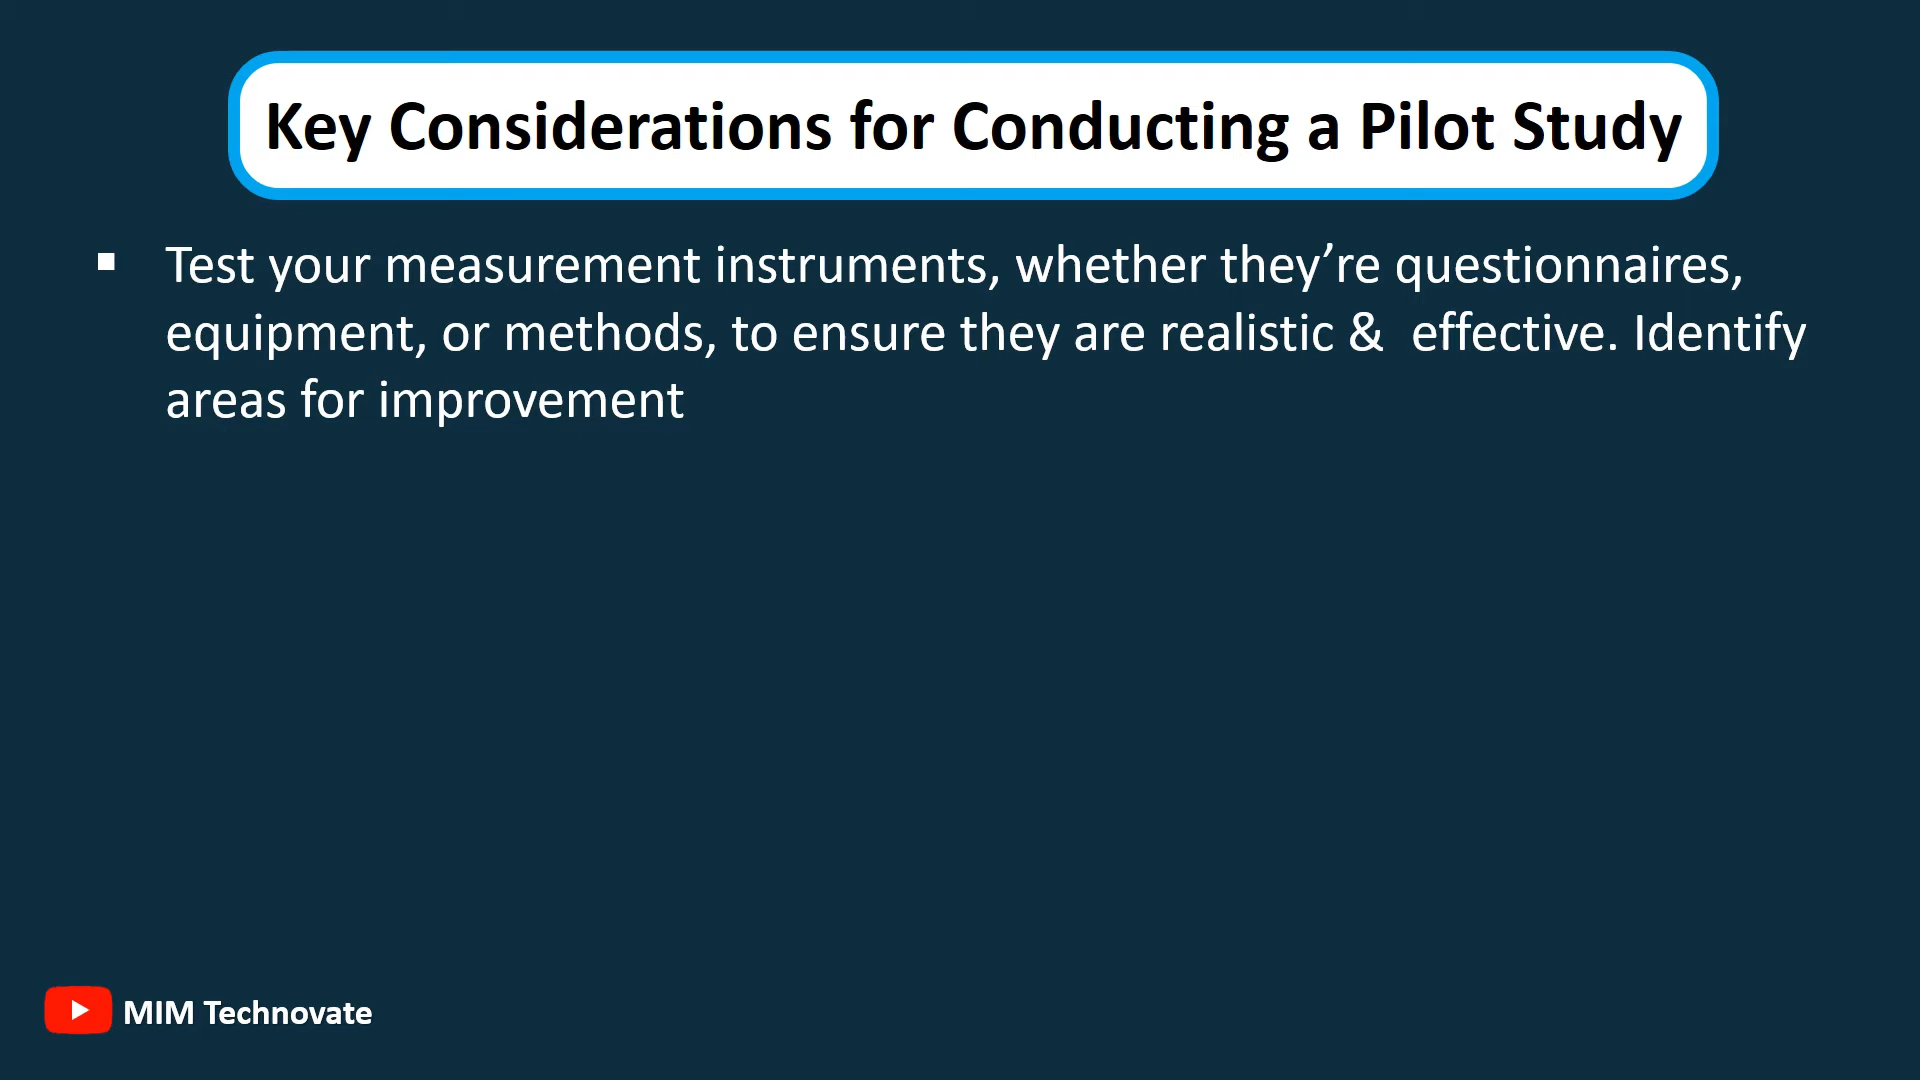 Key Considerations for Conducting a Pilot Study
▪ Test your measurement instruments, whether they’re questionnaires,
equipment, or methods, to ensure they are realistic &  effective. Identify
areas for improvement
MIM Technovate